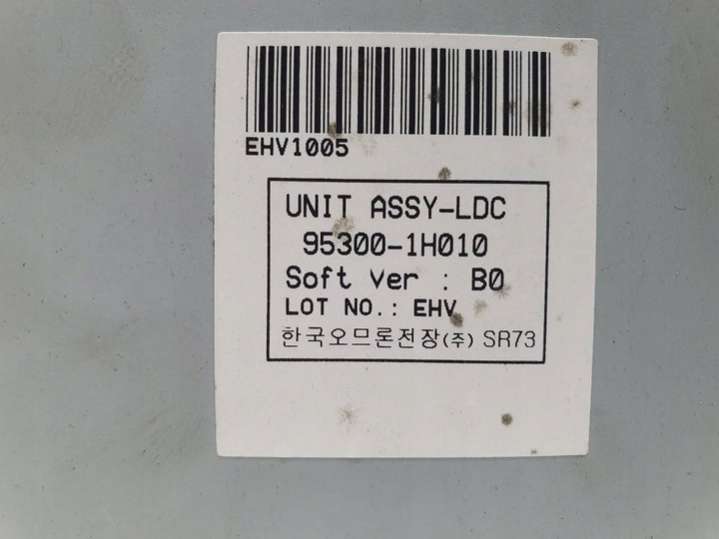 EHV1005
UNIT ASSY-LDC
95300-1H010
Soft Ver : B0
LOT NO.: EHV
한국오므론전장(주) SR73